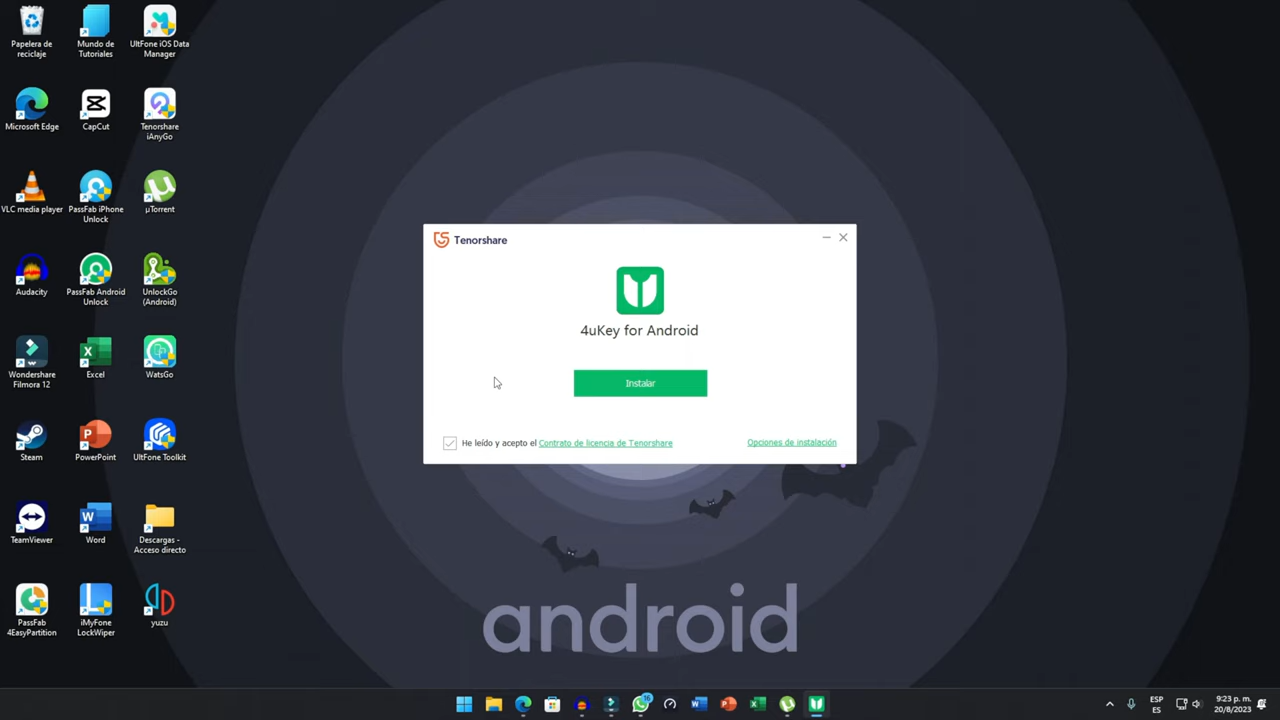 Papelera de
reciclaje
Mundo de
Tutoriales
UltFone iOS Data
Manager
Microsoft Edge
CapCut
Tenorshare
iAnyGo
VLC media player
PassFab iPhone
Unlock
µTorrent
Audacity
PassFab Android
Unlock
UnlockGo
(Android)
Wondershare
Filmora 12
Excel
WatsGo
Steam
PowerPoint
UltFone Toolkit
TeamViewer
Word
Descargas -
Acceso directo
PassFab
4EasyPartition
iMyFone
LockWiper
yuzu
Tenorshare
4uKey for Android
Instalar
He leído y acepto el Contrato de licencia de Tenorshare
Opciones de instalación
android
16
ESP
ES
9:23 p. m.
20/8/2023